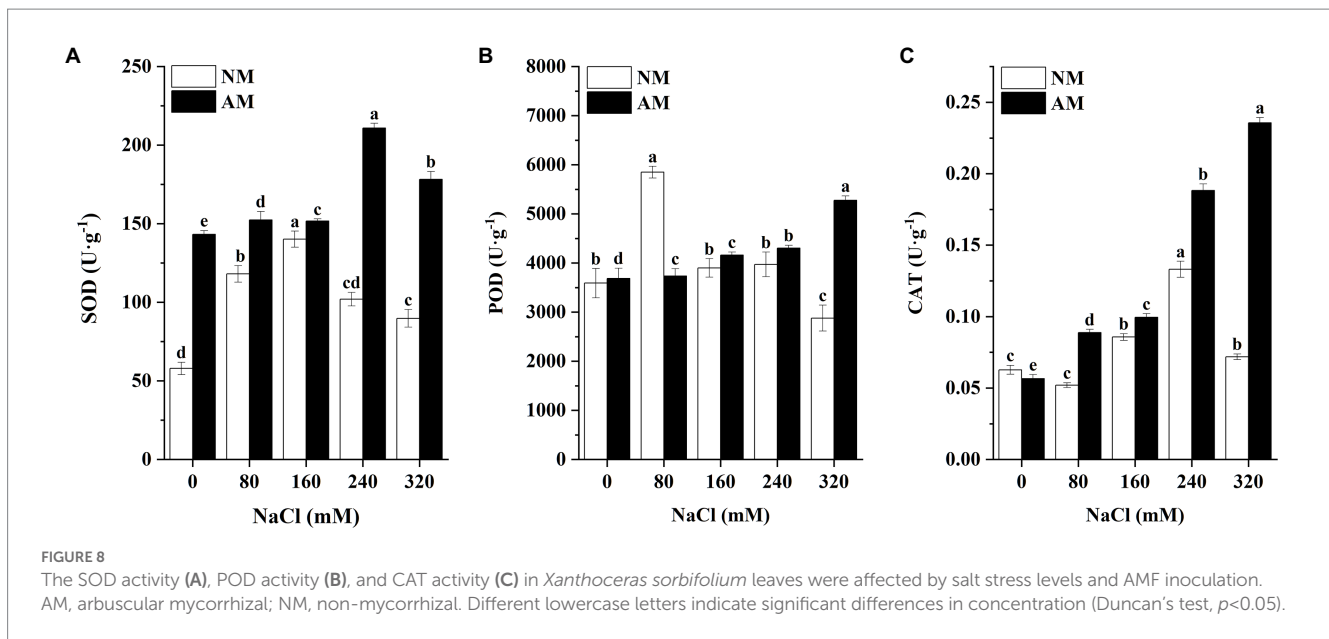 A
250
200
150
100
50
0
SOD (U·g⁻¹)
NM
AM
d
e
b
d
a
c
cd
a
c
b
0 80 160 240 320
NaCl (mM)
B
8000
7000
6000
5000
4000
3000
2000
1000
0
POD (U·g⁻¹)
NM
AM
b
d
a
c
b
c
b
b
c
a
0 80 160 240 320
NaCl (mM)
C
0.25
0.20
0.15
0.10
0.05
0.00
CAT (U·g⁻¹)
NM
AM
c
e
c
d
b
c
a
b
b
a
0 80 160 240 320
NaCl (mM)
FIGURE 8
The SOD activity (A), POD activity (B), and CAT activity (C) in Xanthoceras sorbifolium leaves were affected by salt stress levels and AMF inoculation.
AM, arbuscular mycorrhizal; NM, non-mycorrhizal. Different lowercase letters indicate significant differences in concentration (Duncan’s test, p<0.05).